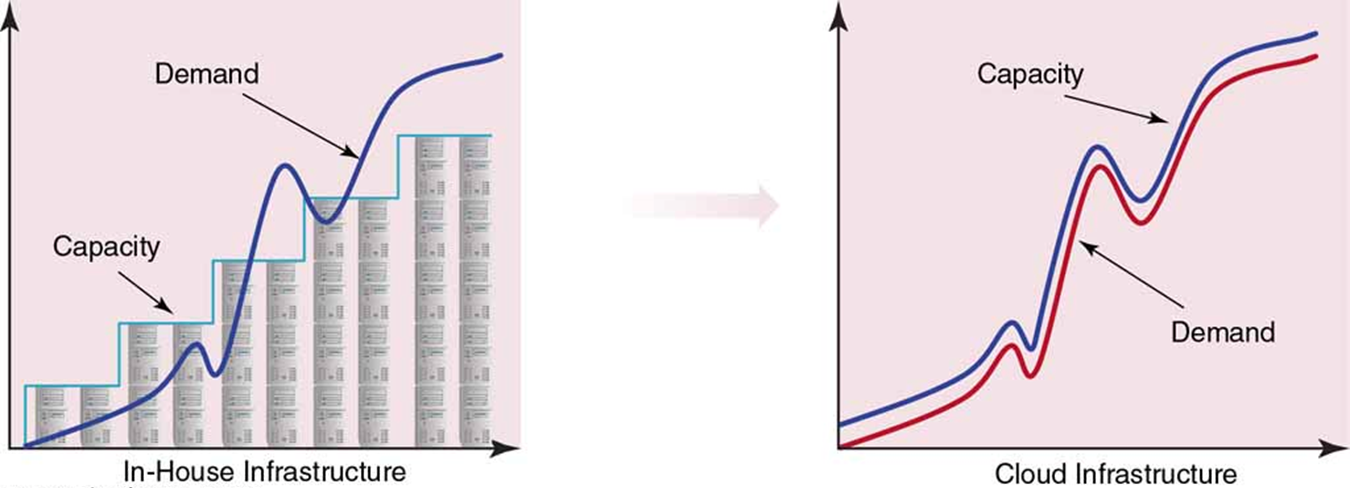 Demand
Capacity
In-House Infrastructure
Capacity
Demand
Cloud Infrastructure